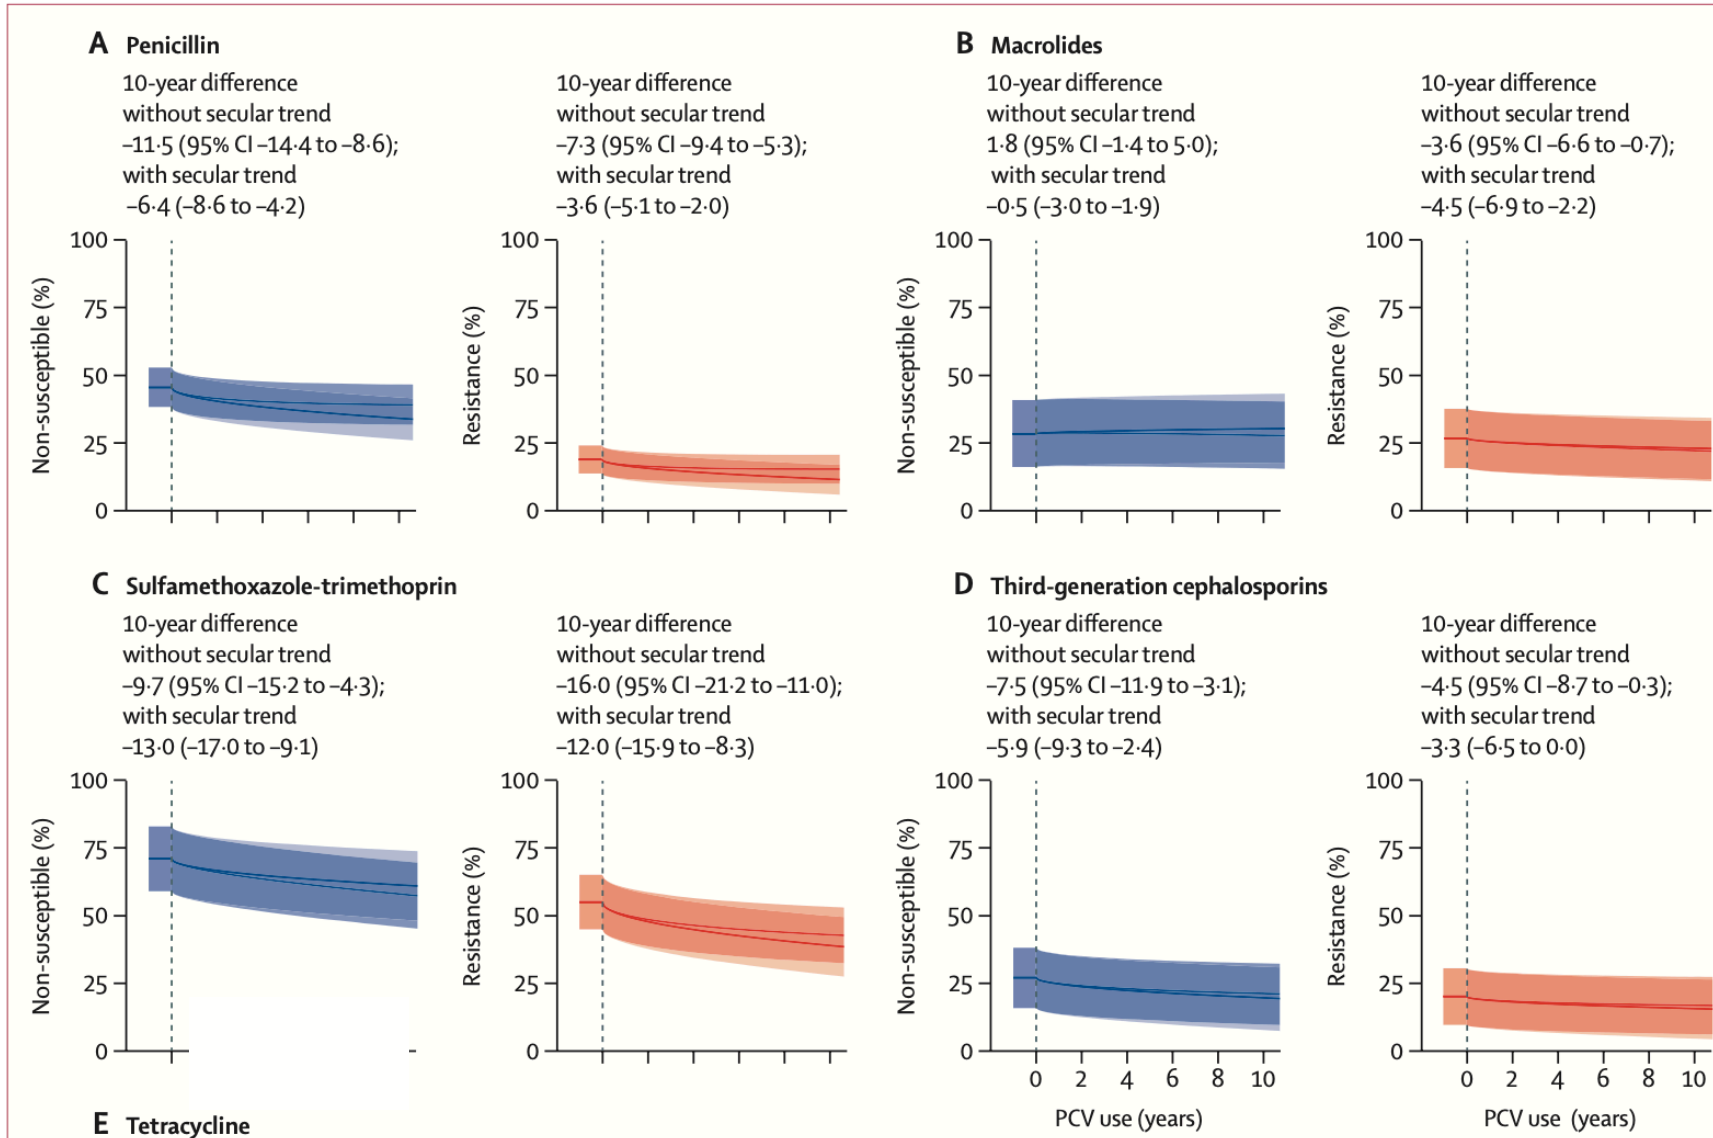 A Penicillin
10-year difference
without secular trend
–11·5 (95% CI –14·4 to –8·6);
with secular trend
–6·4 (–8·6 to –4·2)
100
75
50
25
0
Non-susceptible (%)
10-year difference
without secular trend
–7·3 (95% CI –9·4 to –5·3);
with secular trend
–3·6 (–5·1 to –2·0)
100
75
50
25
0
Resistance (%)
B Macrolides
10-year difference
without secular trend
1·8 (95% CI –1·4 to 5·0);
with secular trend
–0·5 (–3·0 to –1·9)
100
75
50
25
0
Non-susceptible (%)
0 2 4 6 8 10
10-year difference
without secular trend
–3·6 (95% CI –6·6 to –0·7);
with secular trend
–4·5 (–6·9 to –2·2)
100
75
50
25
0
Resistance (%)
C Sulfamethoxazole-trimethoprin
10-year difference
without secular trend
–9·7 (95% CI –15·2 to –4·3);
with secular trend
–13·0 (–17·0 to –9·1)
100
75
50
25
0
Non-susceptible (%)
10-year difference
without secular trend
–16·0 (95% CI –21·2 to –11·0);
with secular trend
–12·0 (–15·9 to –8·3)
100
75
50
25
0
Resistance (%)
D Third-generation cephalosporins
10-year difference
without secular trend
–7·5 (95% CI –11·9 to –3·1);
with secular trend
–5·9 (–9·3 to –2·4)
100
75
50
25
0
Non-susceptible (%)
0 2 4 6 8 10
PCV use (years)
10-year difference
without secular trend
–4·5 (95% CI –8·7 to –0·3);
with secular trend
–3·3 (–6·5 to 0·0)
100
75
50
25
0
Resistance (%)
0 2 4 6 8 10
PCV use (years)
E Tetracycline